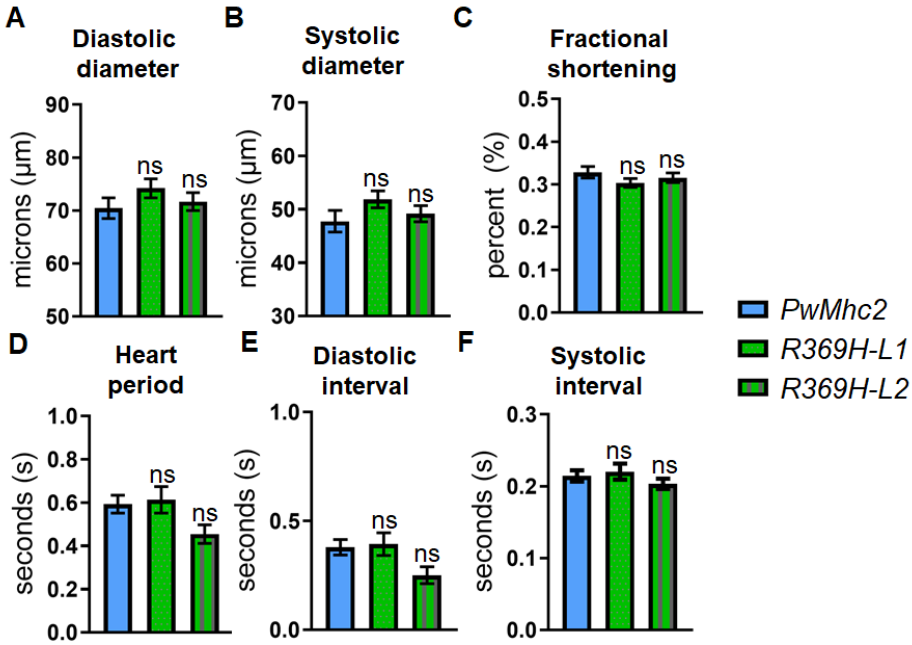 A
Diastolic
diameter
microns (µm)
90
80
70
60
50
ns
ns
B
Systolic
diameter
microns (µm)
70
60
50
40
30
ns
ns
C
Fractional
shortening
percent (%)
0.5
0.4
0.3
0.2
0.1
0.0
ns
ns
PwMhc2
R369H-L1
R369H-L2
D
Heart
period
seconds (s)
1.0
0.8
0.6
0.4
0.2
0.0
ns
ns
E
Diastolic
interval
seconds (s)
1.0
0.5
0.0
ns
ns
F
Systolic
interval
seconds (s)
0.3
0.2
0.1
0.0
ns
ns